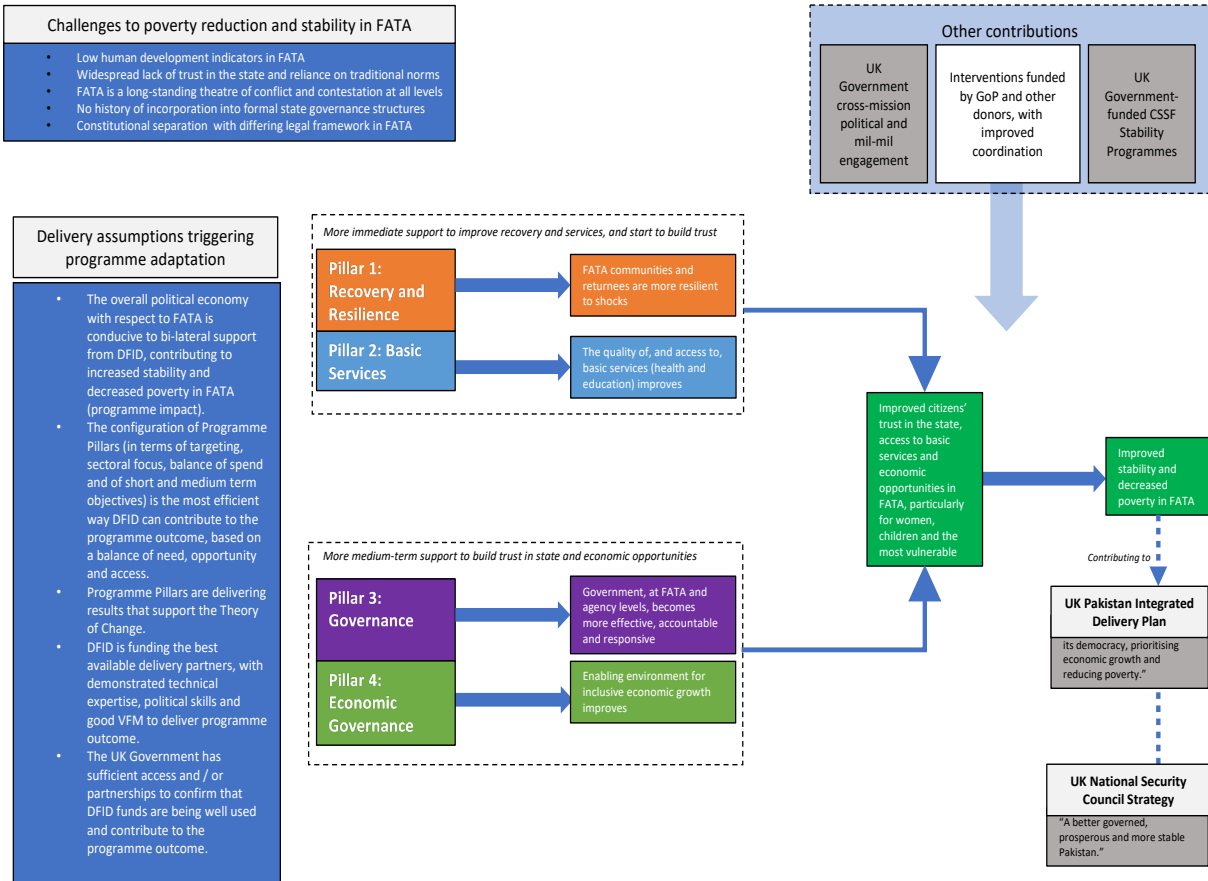 Challenges to poverty reduction and stability in FATA
• Low human development indicators in FATA
• Widespread lack of trust in the state and reliance on traditional norms
• FATA is a long-standing theatre of conflict and contestation at all levels
• No history of incorporation into formal state governance structures
• Constitutional separation with differing legal framework in FATA
Other contributions
UK
Government
cross-mission
political and
mil-mil
engagement
Interventions funded
by GoP and other
donors, with
improved
coordination
UK
Government-
funded CSSF
Stability
Programmes
Delivery assumptions triggering
programme adaptation
• The overall political economy
with respect to FATA is
conducive to bi-lateral support
from DFID, contributing to
increased stability and
decreased poverty in FATA
(programme impact).
• The configuration of Programme
Pillars (in terms of targeting,
sectoral focus, balance of spend
and of short and medium term
objectives) is the most efficient
way DFID can contribute to the
programme outcome, based on
a balance of need, opportunity
and access.
• Programme Pillars are delivering
results that support the Theory
of Change.
• DFID is funding the best
available delivery partners, with
demonstrated technical
expertise, political skills and
good VFM to deliver programme
outcome.
• The UK Government has
sufficient access and / or
partnerships to confirm that
DFID funds are being well used
and contribute to the
programme outcome.
More immediate support to improve recovery and services, and start to build trust
Pillar 1:
Recovery and
Resilience
FATA communities and
returnees are more resilient
to shocks
Pillar 2: Basic
Services
The quality of, and access to,
basic services (health and
education) improves
More medium-term support to build trust in state and economic opportunities
Pillar 3:
Governance
Government, at FATA and
agency levels, becomes
more effective, accountable
and responsive
Pillar 4:
Economic
Governance
Enabling environment for
inclusive economic growth
improves
Improved citizens'
trust in the state,
access to basic
services and
economic
opportunities in
FATA, particularly
for women,
children and the
most vulnerable
Improved
stability and
decreased
poverty in FATA
Contributing to
UK Pakistan Integrated
Delivery Plan
its democracy, prioritising
economic growth and
reducing poverty."
UK National Security
Council Strategy
"A better governed,
prosperous and more stable
Pakistan."